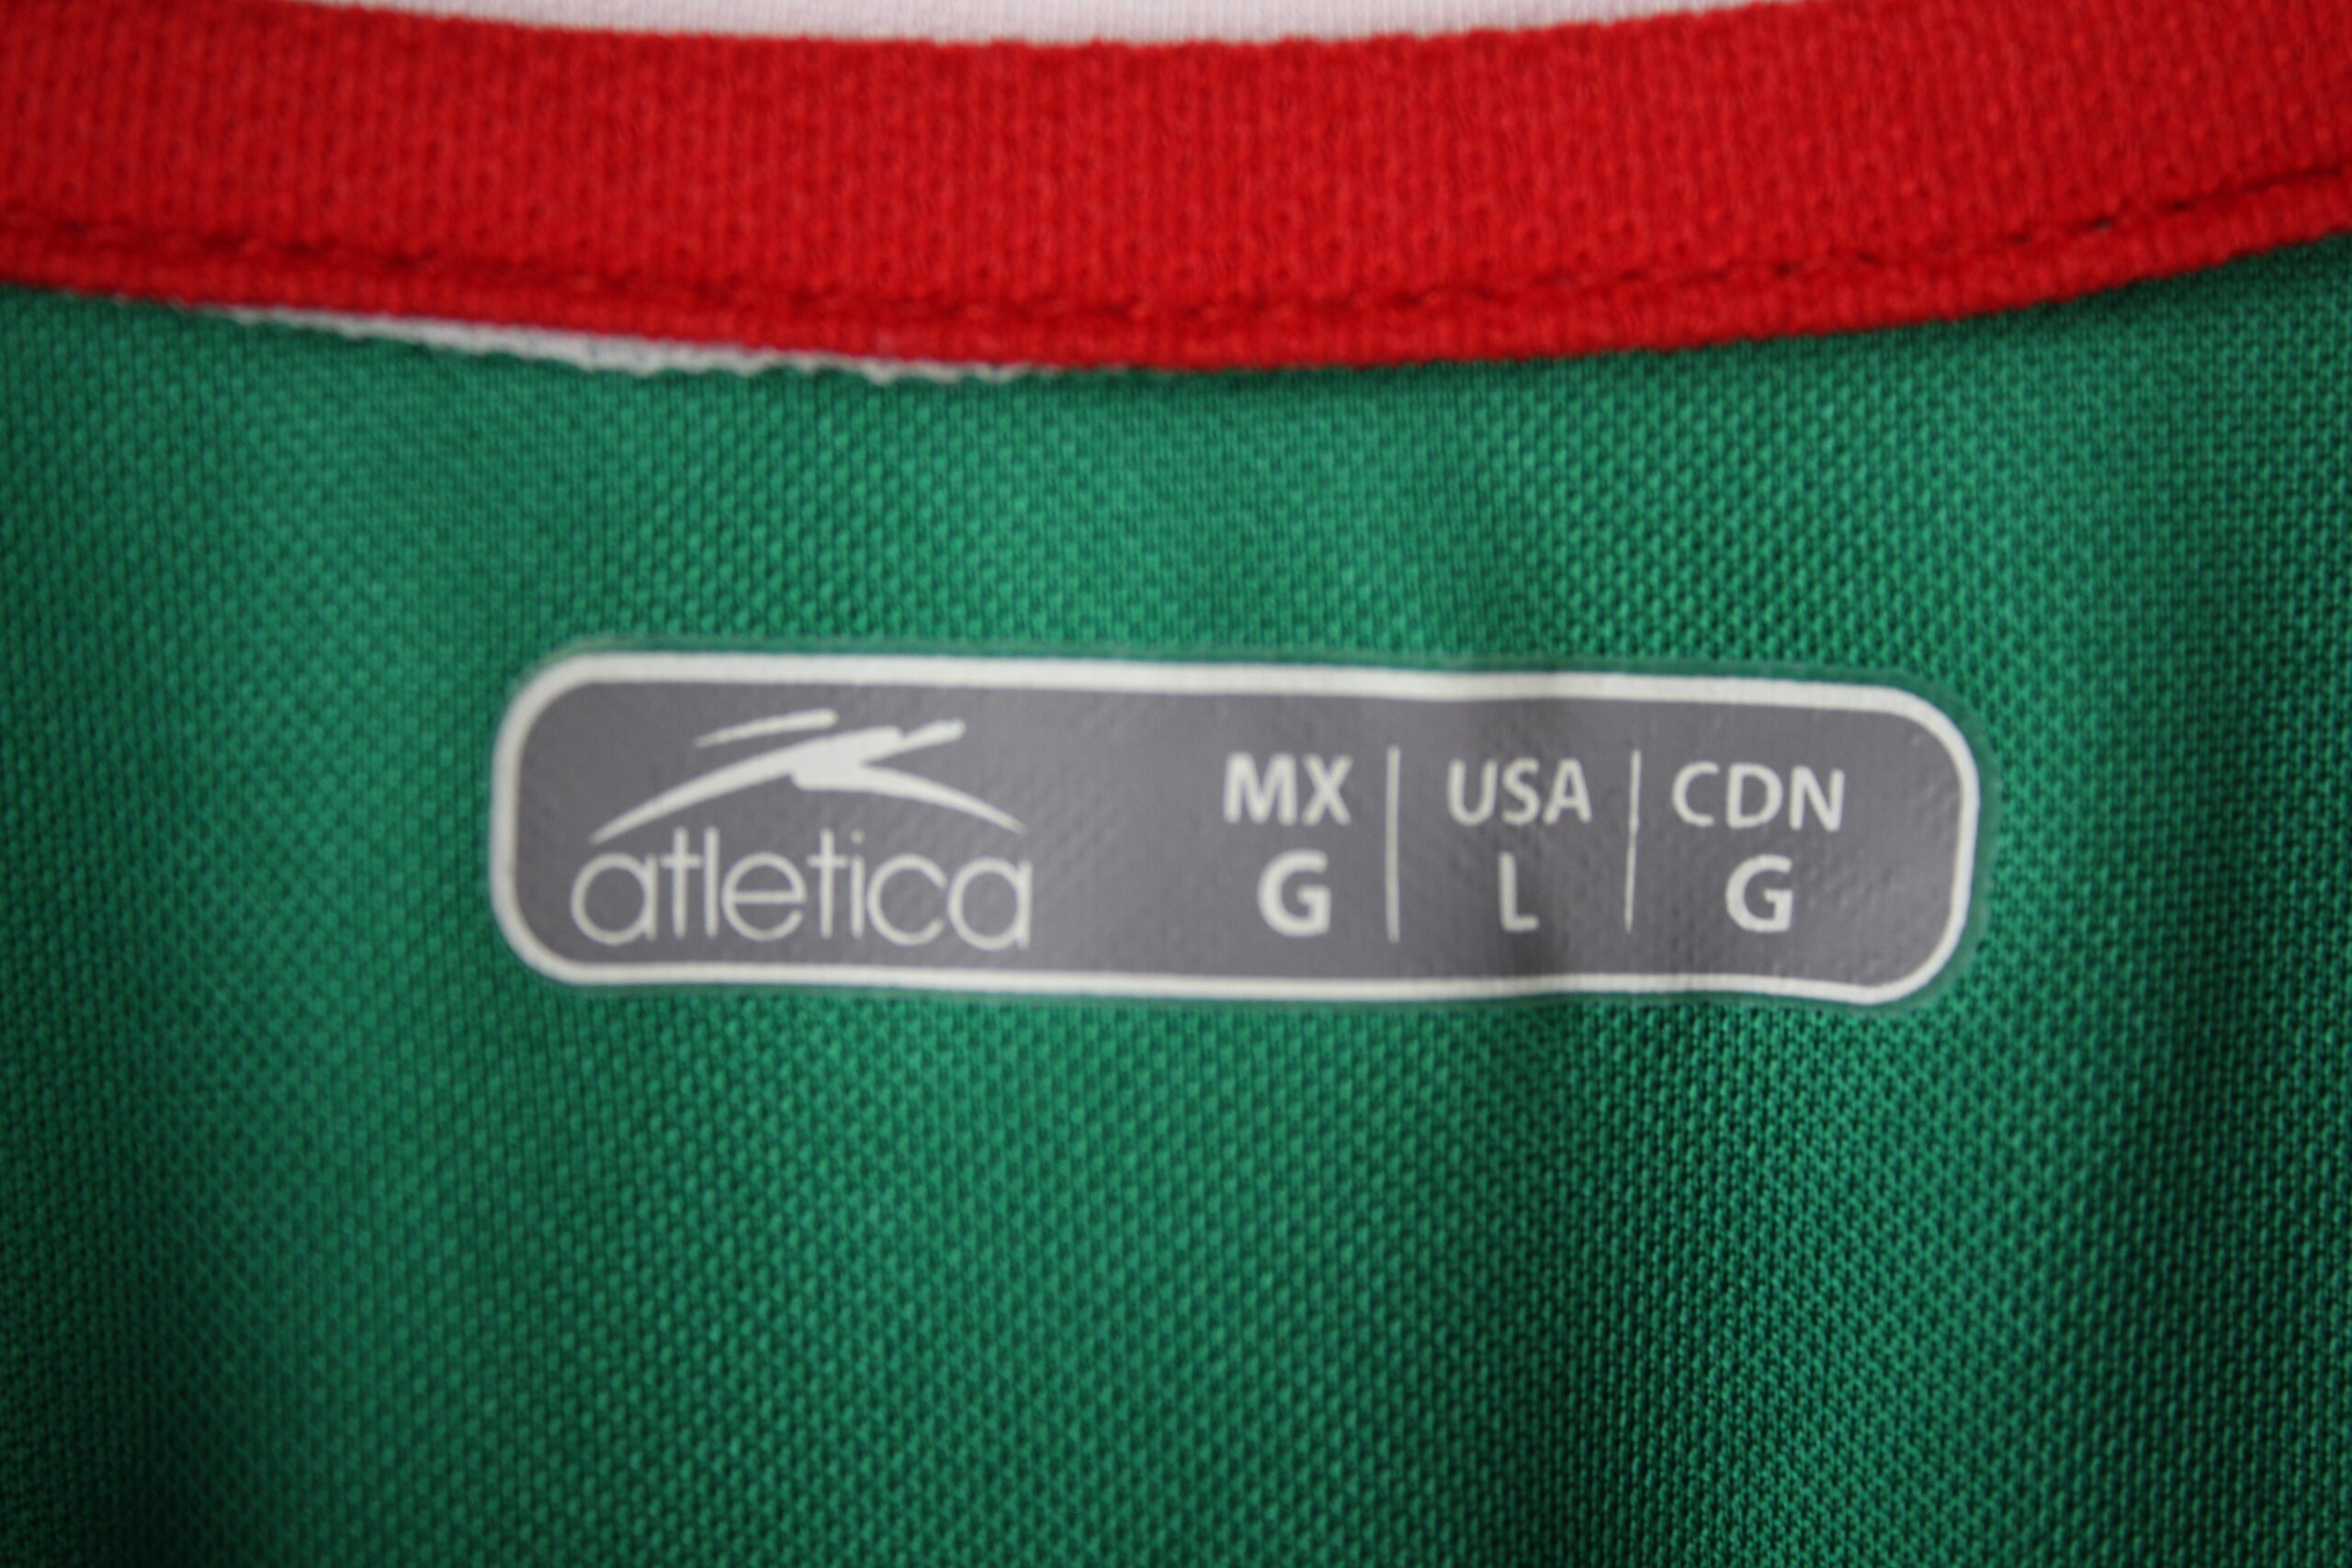 atletica
MX | USA | CDN
G | L | G